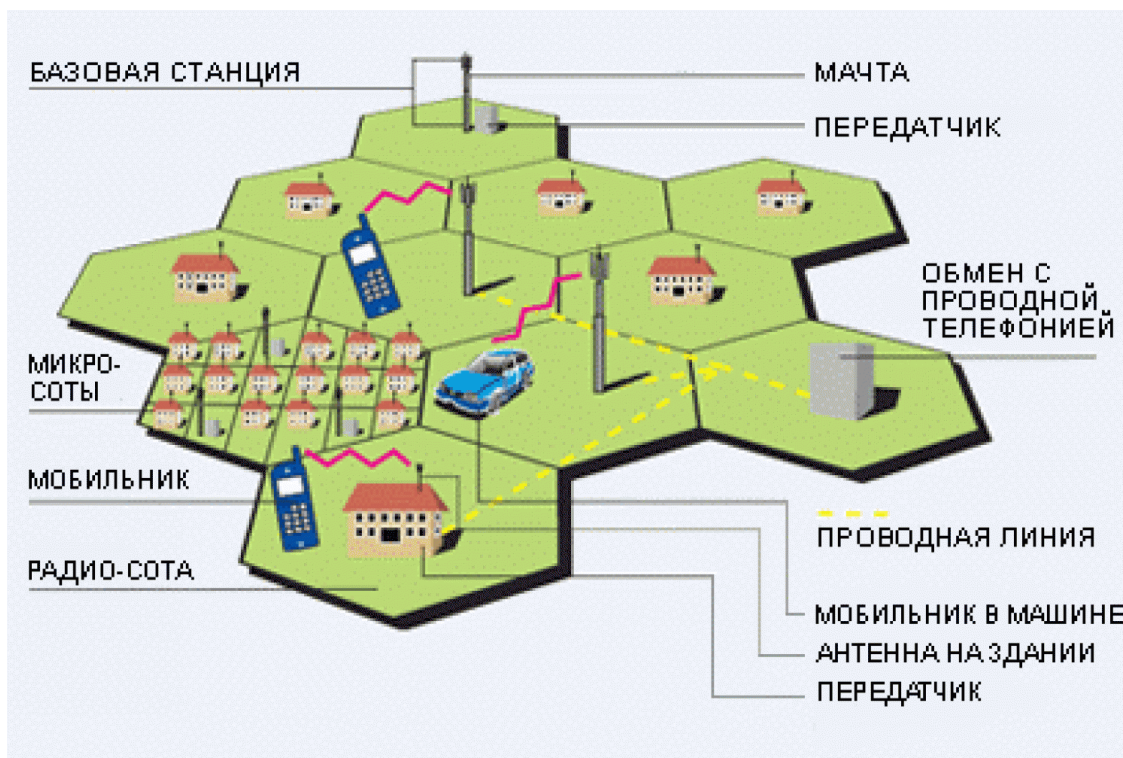 БАЗОВАЯ СТАНЦИЯ
МАЧТА
ПЕРЕДАТЧИК
ОБМЕН С
ПРОВОДНОЙ
ТЕЛЕФОНИЕЙ
МИКРО-
СОТЫ
МОБИЛЬНИК
ПРОВОДНАЯ ЛИНИЯ
РАДИО-СОТА
МОБИЛЬНИК В МАШИНЕ
АНТЕННА НА ЗДАНИИ
ПЕРЕДАТЧИК